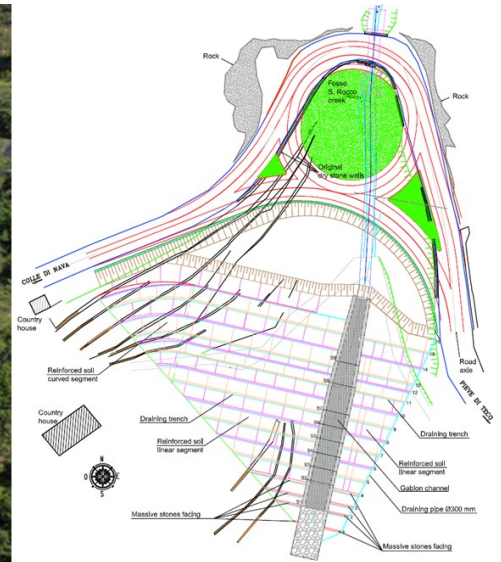 Rock
Fosso
S. Rocco
creek
Rock
Original
dry stone walls
COLLE DI NAVA
Country
house
Road
axle
PIEVE DI TECO
Reinforced soil
curved segment
Country
house
Draining trench
Draining trench
Reinforced soil
linear segment
Reinforced soil
linear segment
Gabion channel
N
O
E
S
Draining pipe Ø300 mm
Massive stones facing
Massive stones facing